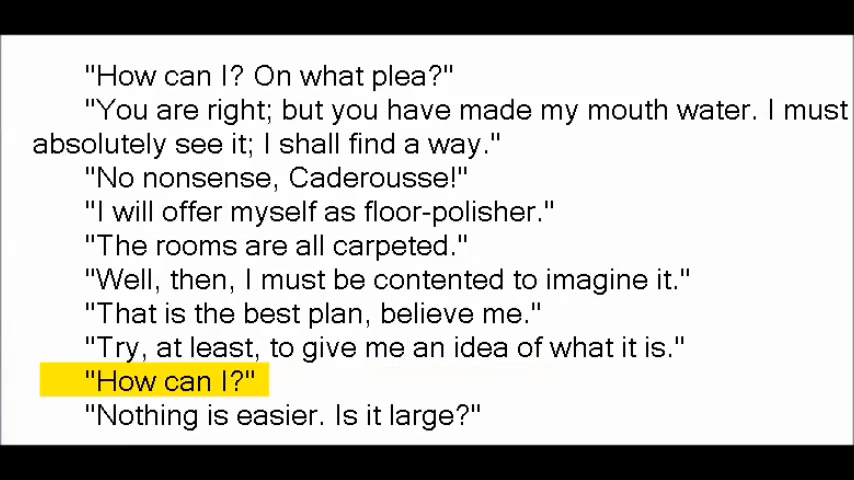 "How can I? On what plea?"
"You are right; but you have made my mouth water. I must
absolutely see it; I shall find a way."
"No nonsense, Caderousse!"
"I will offer myself as floor-polisher."
"The rooms are all carpeted."
"Well, then, I must be contented to imagine it."
"That is the best plan, believe me."
"Try, at least, to give me an idea of what it is."
"How can I?"
"Nothing is easier. Is it large?"